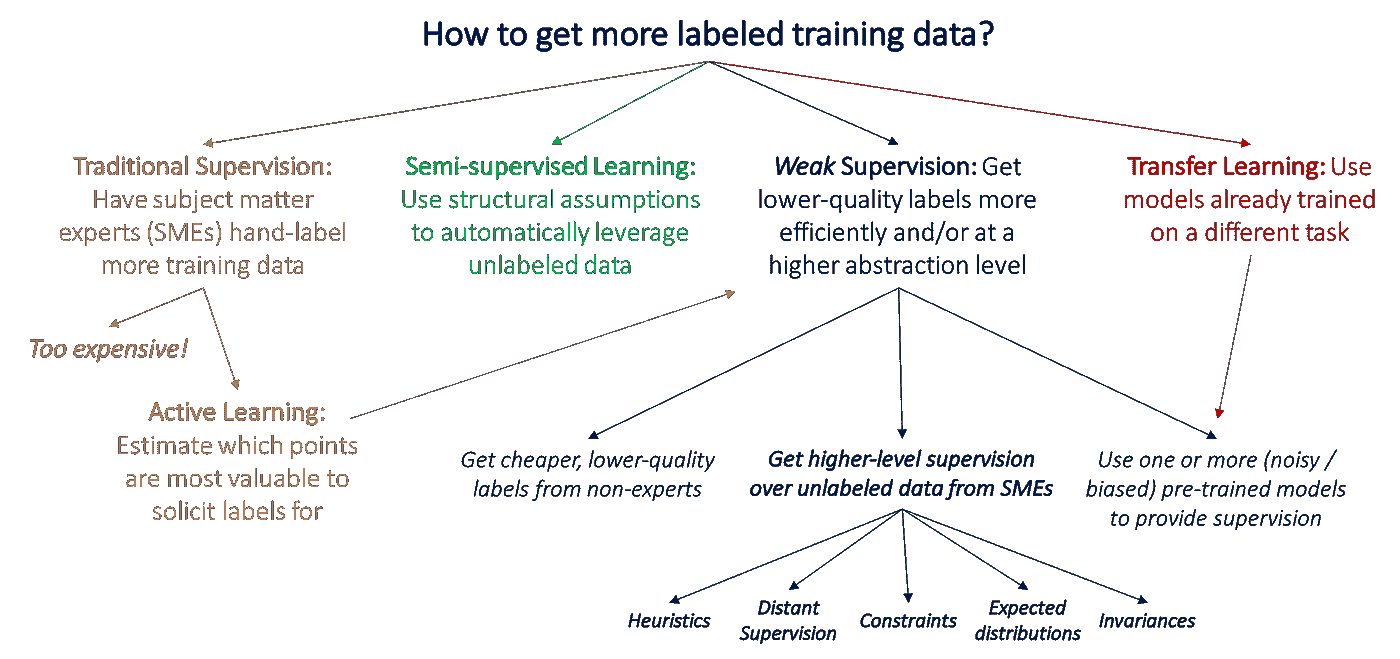 How to get more labeled training data?
Traditional Supervision:
Have subject matter
experts (SMEs) hand-label
more training data
Semi-supervised Learning:
Use structural assumptions
to automatically leverage
unlabeled data
Weak Supervision: Get
lower-quality labels more
efficiently and/or at a
higher abstraction level
Transfer Learning: Use
models already trained
on a different task
Too expensive!
Active Learning:
Estimate which points
are most valuable to
solicit labels for
Get cheaper, lower-quality
labels from non-experts
Get higher-level supervision
over unlabeled data from SMEs
Use one or more (noisy /
biased) pre-trained models
to provide supervision
Heuristics
Distant
Supervision
Constraints
Expected
distributions
Invariances